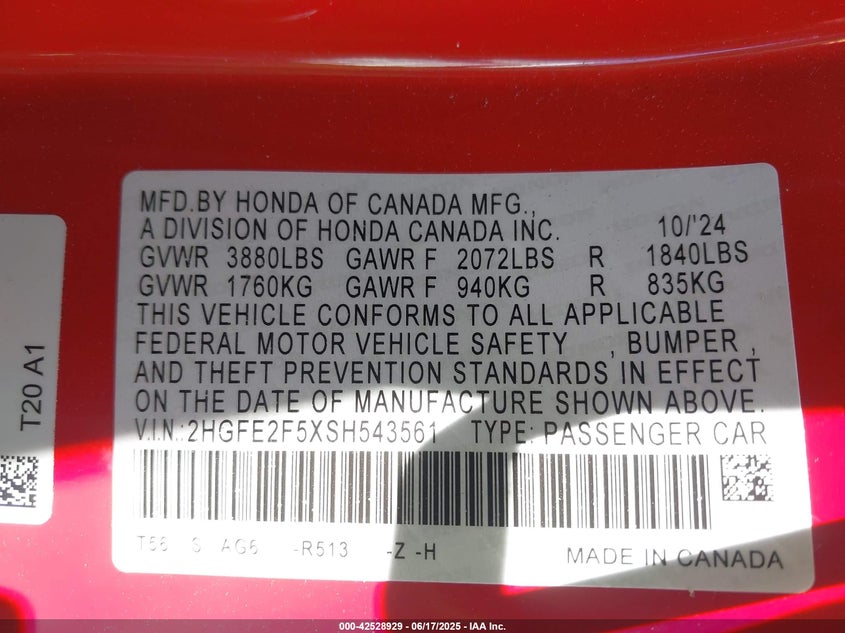 MFD.BY HONDA OF CANADA MFG.,
A DIVISION OF HONDA CANADA INC. 10/'24
GVWR 3880LBS GAWR F 2072LBS R 1840LBS
GVWR 1760KG GAWR F 940KG R 835KG
THIS VEHICLE CONFORMS TO ALL APPLICABLE
FEDERAL MOTOR VEHICLE SAFETY , BUMPER ,
AND THEFT PREVENTION STANDARDS IN EFFECT
ON THE DATE OF MANUFACTURE SHOWN ABOVE.
V.I.N.:2HGFE2F5XSH543561 TYPE: PASSENGER CAR
T56 S AG6 -R513 -Z -H
MADE IN CANADA
T20 A1
000-42528929 / 06/17/2025 - IAA Inc.